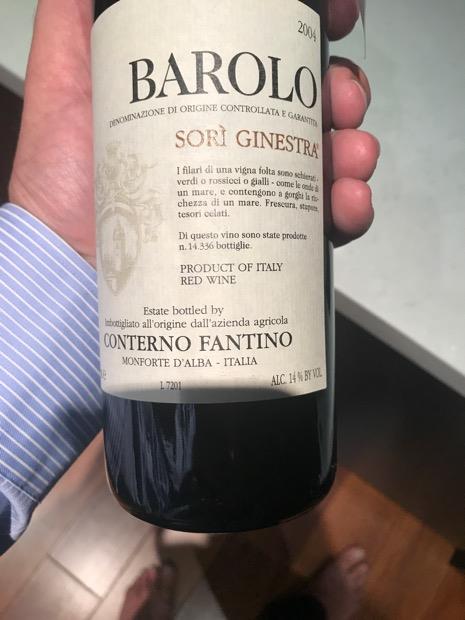 2004
BAROLO
DENOMINAZIONE DI ORIGINE CONTROLLATA E GARANTITA
SORÌ GINESTRA
I filari di una vigna folta sono schierati -
verdi o rossicci o gialli - come le onde di
un mare, e contengono a gorghi la ric-
chezza di un mare. Frescura, stupore,
tesori celati.
Di questo vino sono state prodotte
n.14.336 bottiglie.
PRODUCT OF ITALY
RED WINE
Estate bottled by
Imbottigliato all'origine dall'azienda agricola
CONTERNO FANTINO
MONFORTE D'ALBA - ITALIA
L 7201
ALC. 14 % BY VOL.